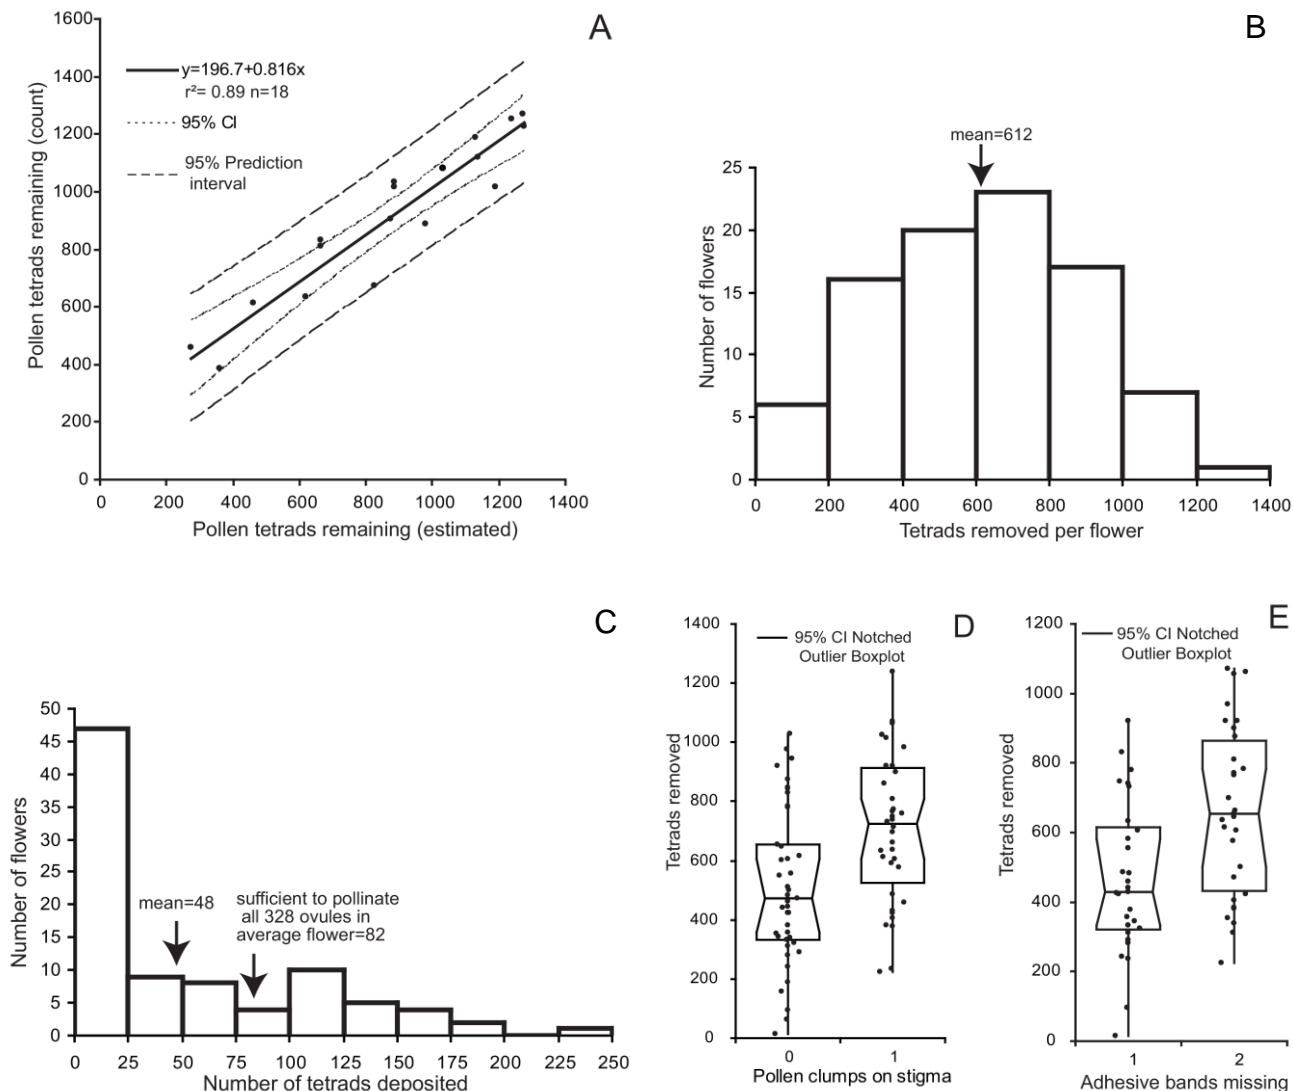 A
1600
1400
1200
1000
800
600
400
200
0
y=196.7+0.816x
r²= 0.89 n=18
95% CI
95% Prediction
interval
Pollen tetrads remaining (count)
0 200 400 600 800 1000 1200 1400
Pollen tetrads remaining (estimated)
B
mean=612
25
20
15
10
5
0
Number of flowers
0 200 400 600 800 1000 1200 1400
Tetrads removed per flower
C
50
45
40
35
30
25
20
15
10
5
0
Number of flowers
mean=48
sufficient to pollinate
all 328 ovules in
average flower=82
0 25 50 75 100 125 150 175 200 225 250
Number of tetrads deposited
D
1400
1200
1000
800
600
400
200
0
95% CI Notched
Outlier Boxplot
Tetrads removed
0 1
Pollen clumps on stigma
E
1200
1000
800
600
400
200
0
95% CI Notched
Outlier Boxplot
Tetrads removed
1 2
Adhesive bands missing